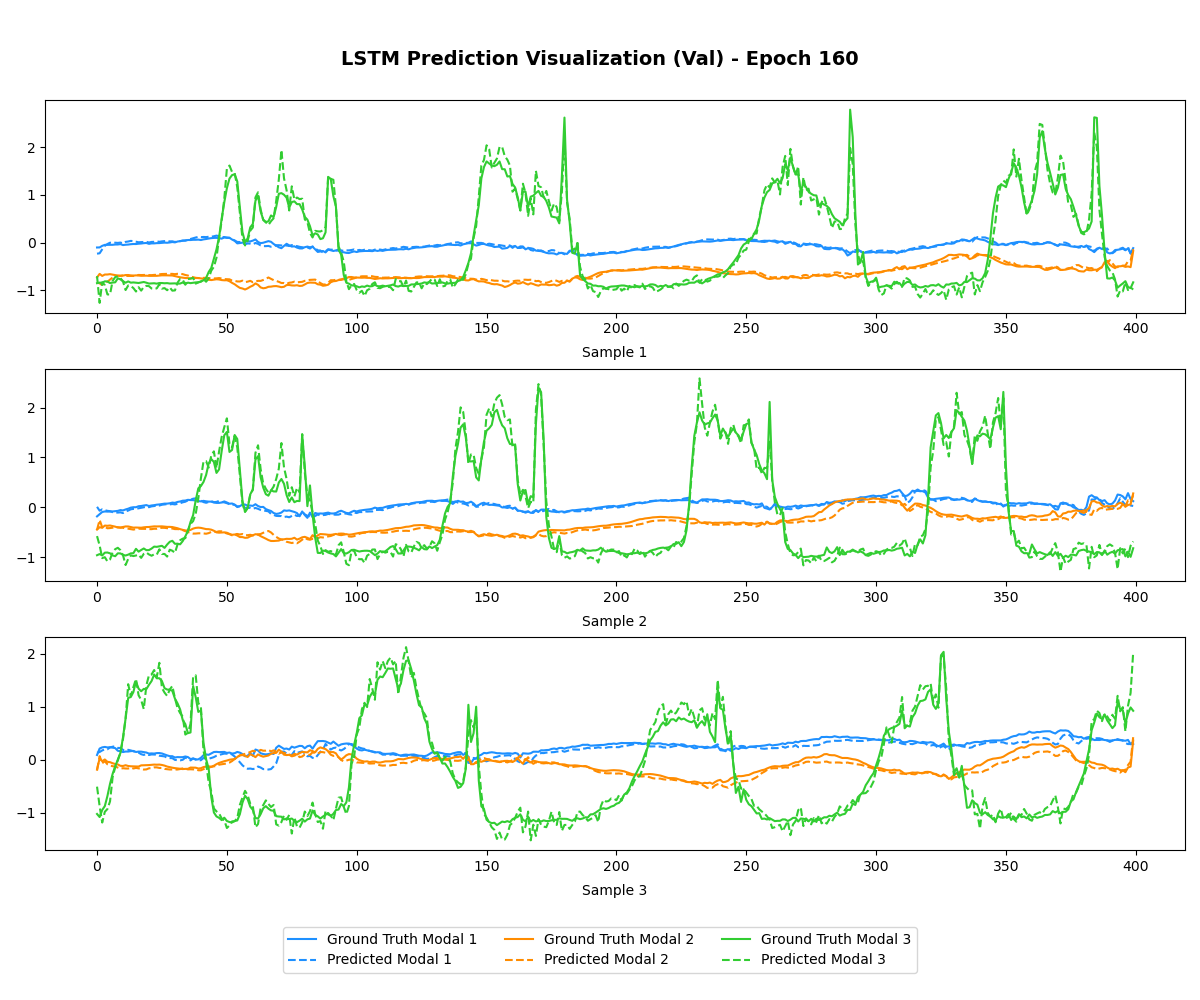 LSTM Prediction Visualization (Val) - Epoch 160
2
1
0
−1
0 50 100 150 200 250 300 350 400
Sample 1
2
1
0
−1
0 50 100 150 200 250 300 350 400
Sample 2
2
1
0
−1
0 50 100 150 200 250 300 350 400
Sample 3
Ground Truth Modal 1 Ground Truth Modal 2 Ground Truth Modal 3
Predicted Modal 1 Predicted Modal 2 Predicted Modal 3